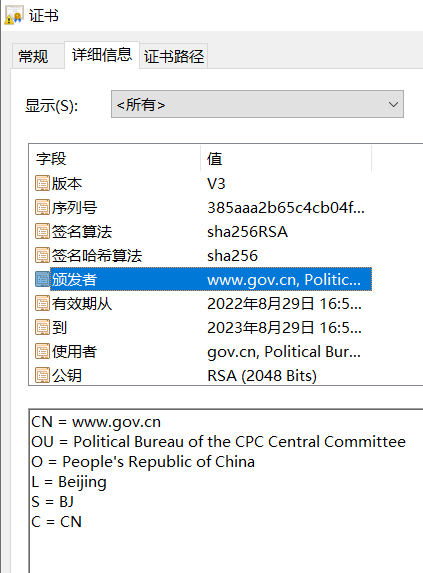 证书
常规 详细信息 证书路径
显示(S): <所有>
字段 值
版本 V3
序列号 385aaa2b65c4cb04f...
签名算法 sha256RSA
签名哈希算法 sha256
颁发者 www.gov.cn, Politic...
有效期从 2022年8月29日 16:5...
到 2023年8月29日 16:5...
使用者 gov.cn, Political Bur...
公钥 RSA (2048 Bits)
CN = www.gov.cn
OU = Political Bureau of the CPC Central Committee
O = People's Republic of China
L = Beijing
S = BJ
C = CN